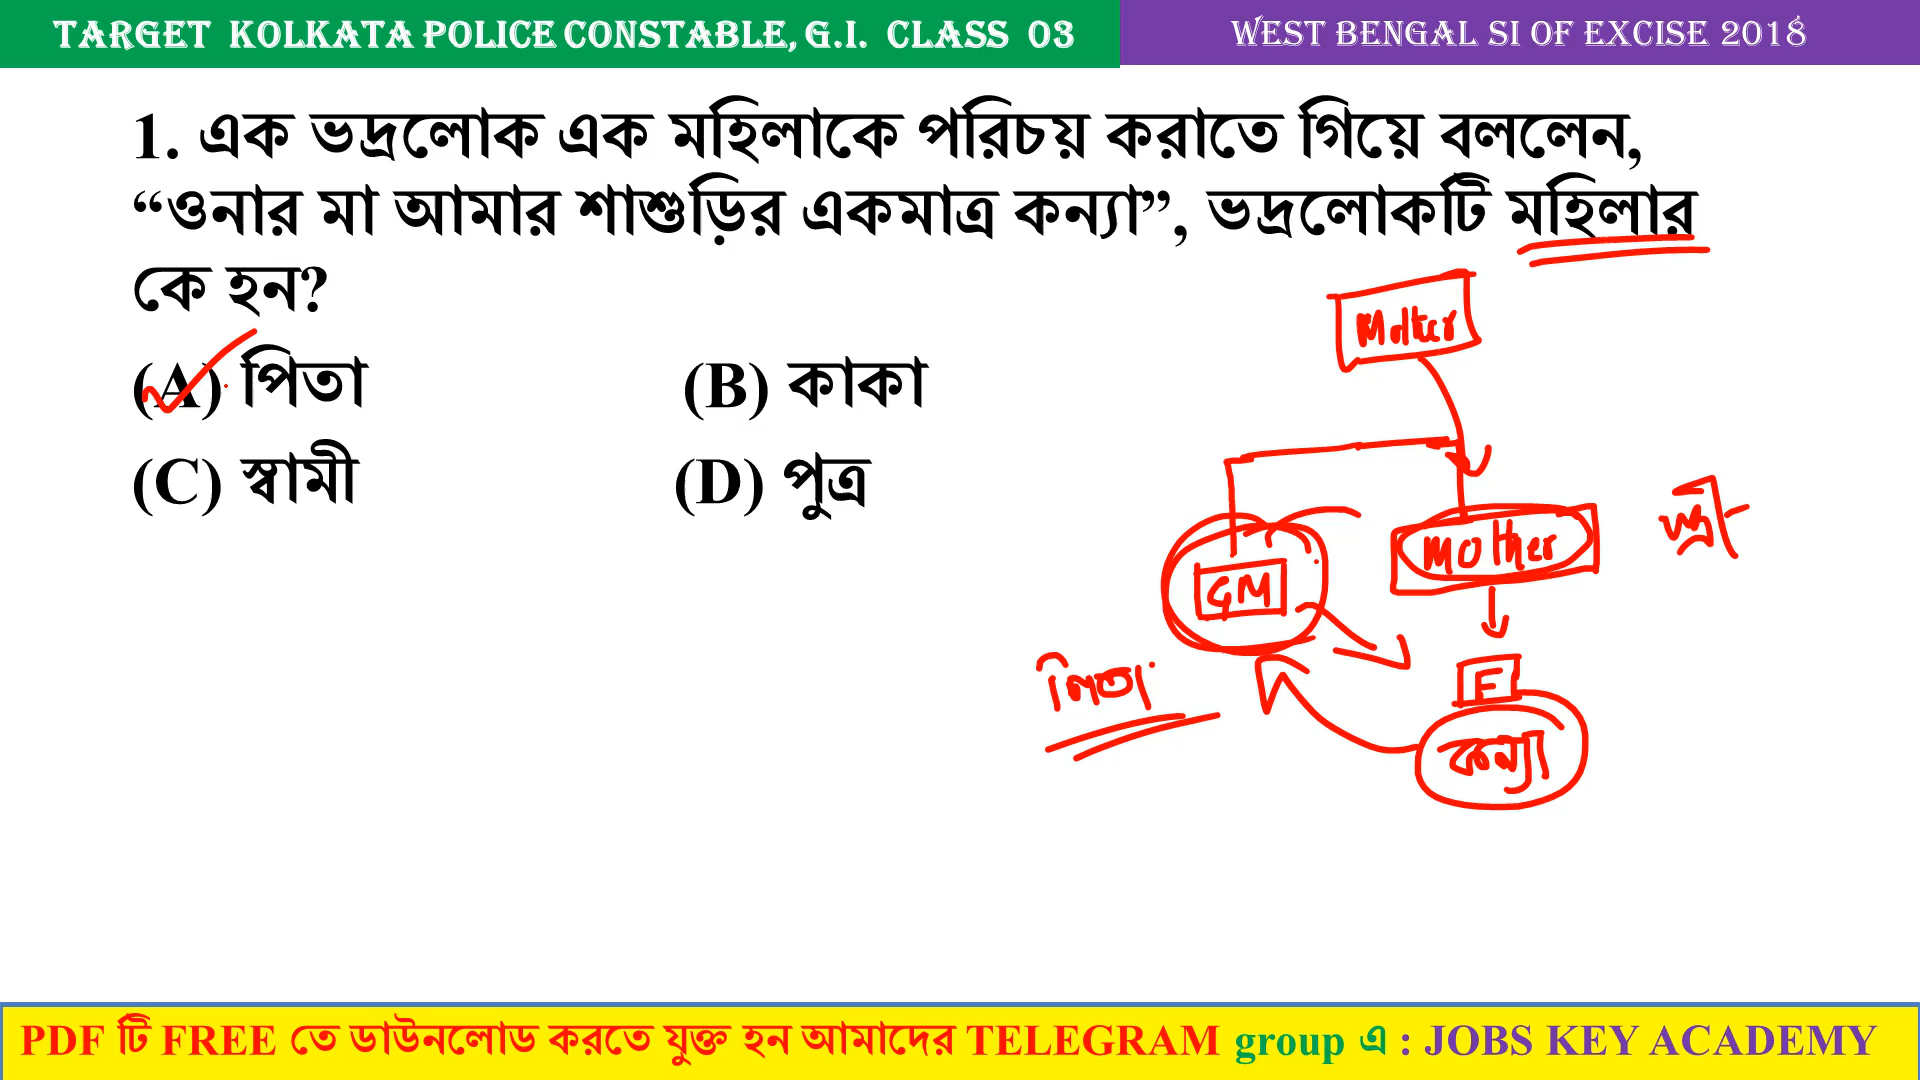 TARGET KOLKATA POLICE CONSTABLE, G.I. CLASS 03
WEST BENGAL SI OF EXCISE 2018
1. এক ভদ্রলোক এক মহিলাকে পরিচয় করাতে গিয়ে বললেন,
“ওনার মা আমার শাশুড়ির একমাত্র কন্যা”, ভদ্রলোকটি মহিলার
কে হন?
(A) পিতা (B) কাকা
(C) স্বামী (D) পুত্র
Mother
Mother
GM
F
পিতা
কন্যা
PDF টি FREE তে ডাউনলোড করতে যুক্ত হন আমাদের TELEGRAM group এ : JOBS KEY ACADEMY